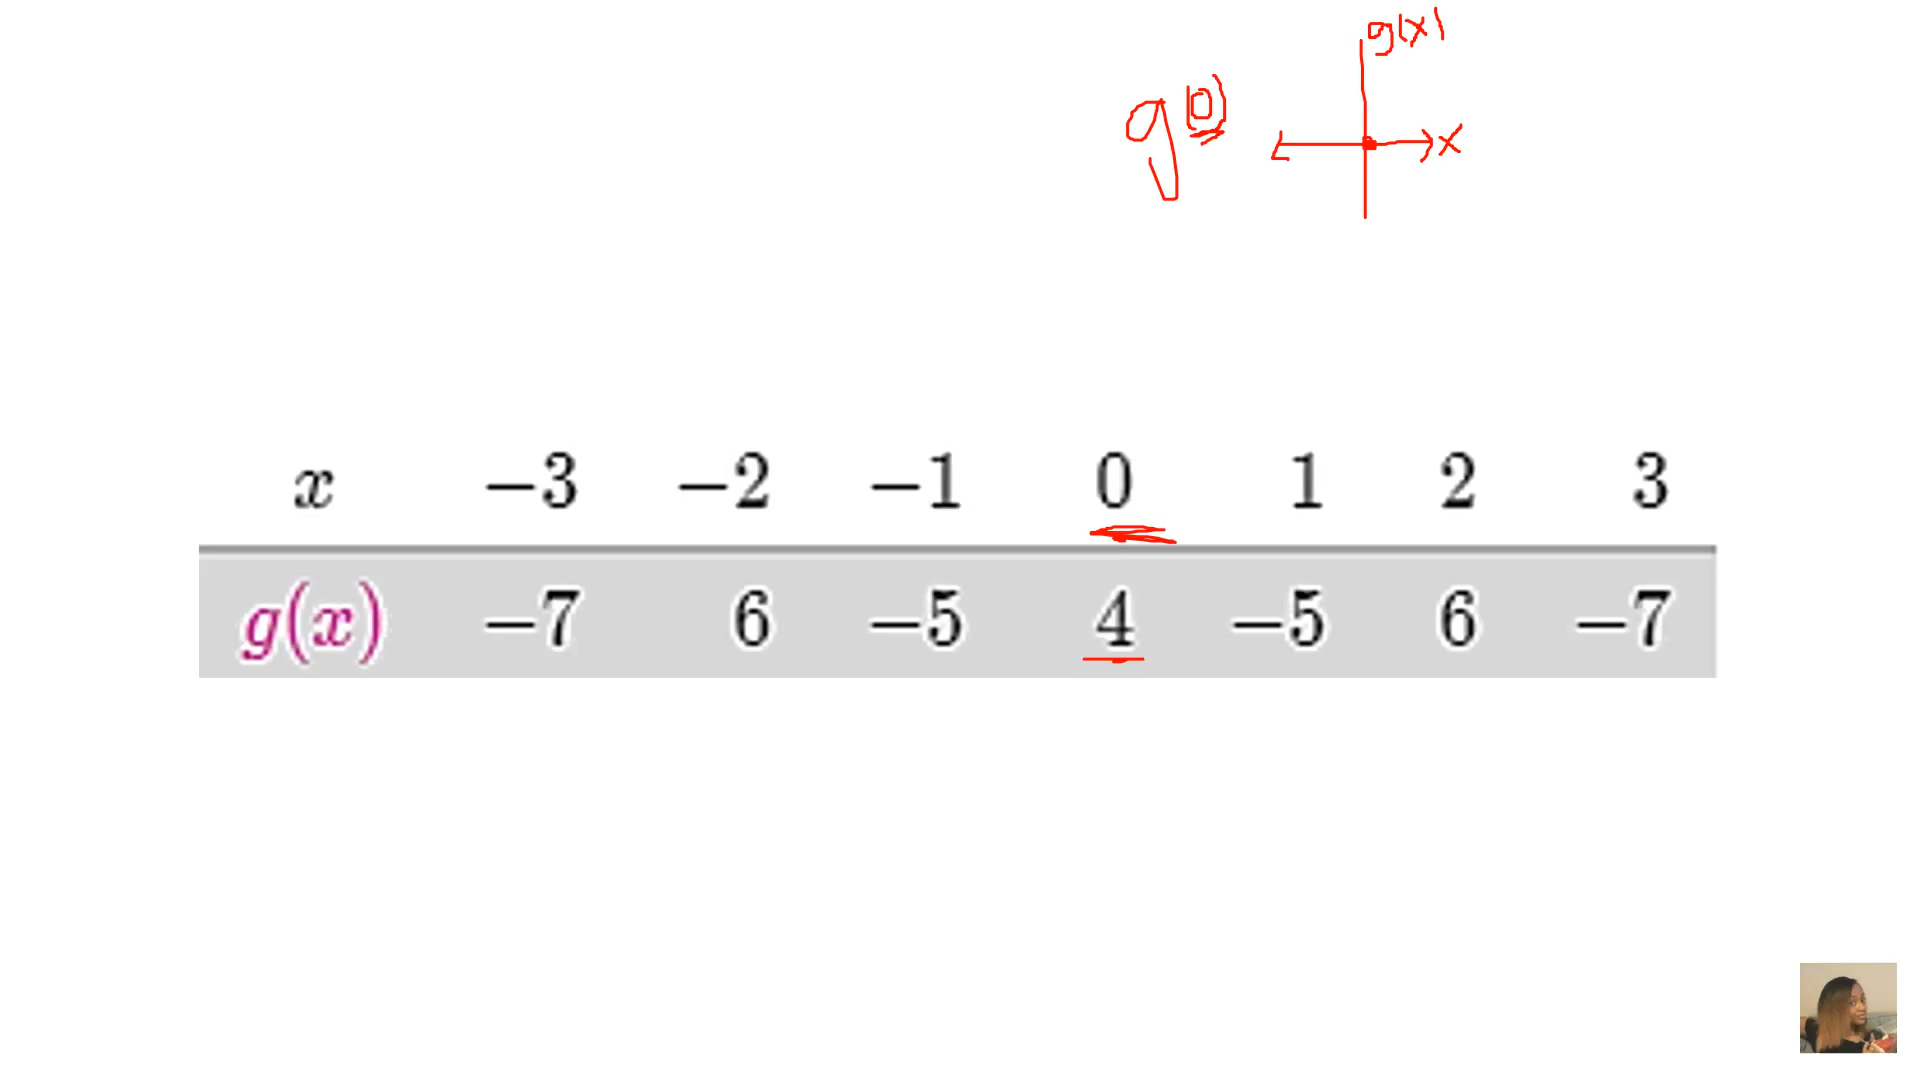 g(x)
g(0)
x
x −3 −2 −1 0 1 2 3
g(x) −7 6 −5 4 −5 6 −7